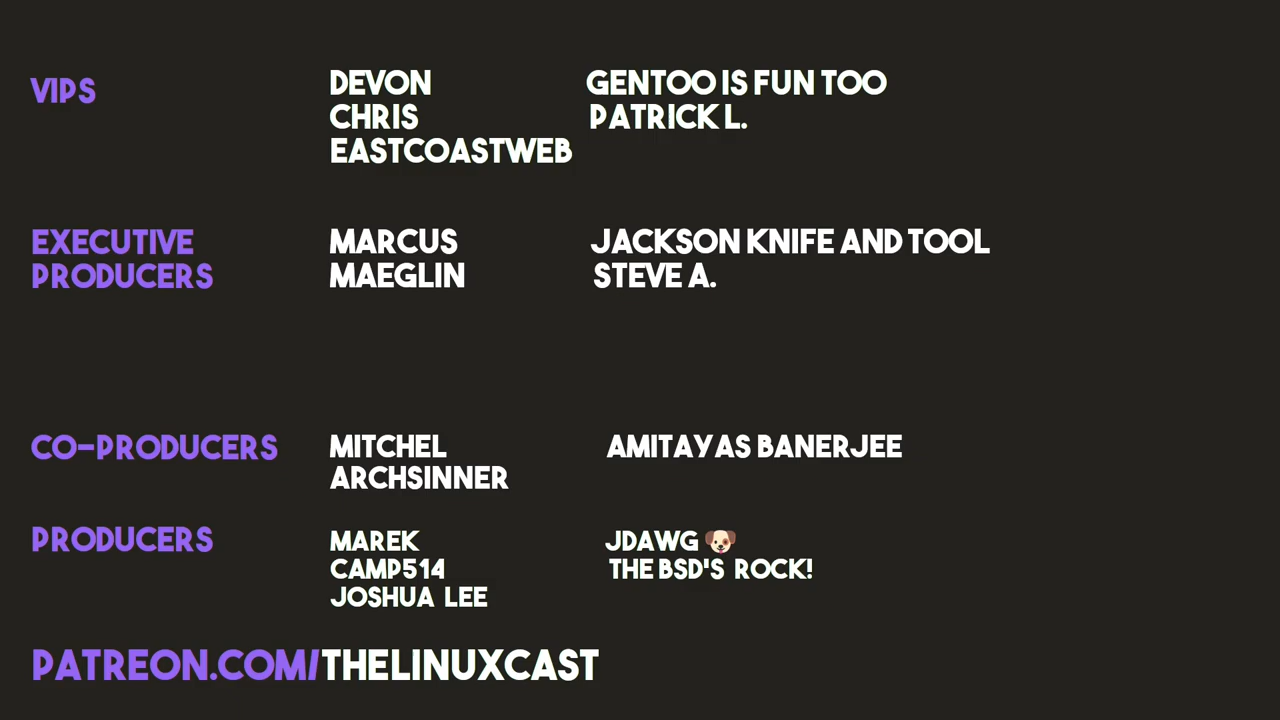 VIPS
DEVON GENTOO IS FUN TOO
CHRIS PATRICK L.
EASTCOASTWEB
EXECUTIVE PRODUCERS
MARCUS JACKSON KNIFE AND TOOL
MAEGLIN STEVE A.
CO-PRODUCERS
MITCHEL AMITAYAS BANERJEE
ARCHSINNER
PRODUCERS
MAREK JDAWG 🐶
CAMP514 THE BSD'S ROCK!
JOSHUA LEE
PATREON.COM/THELINUXCAST